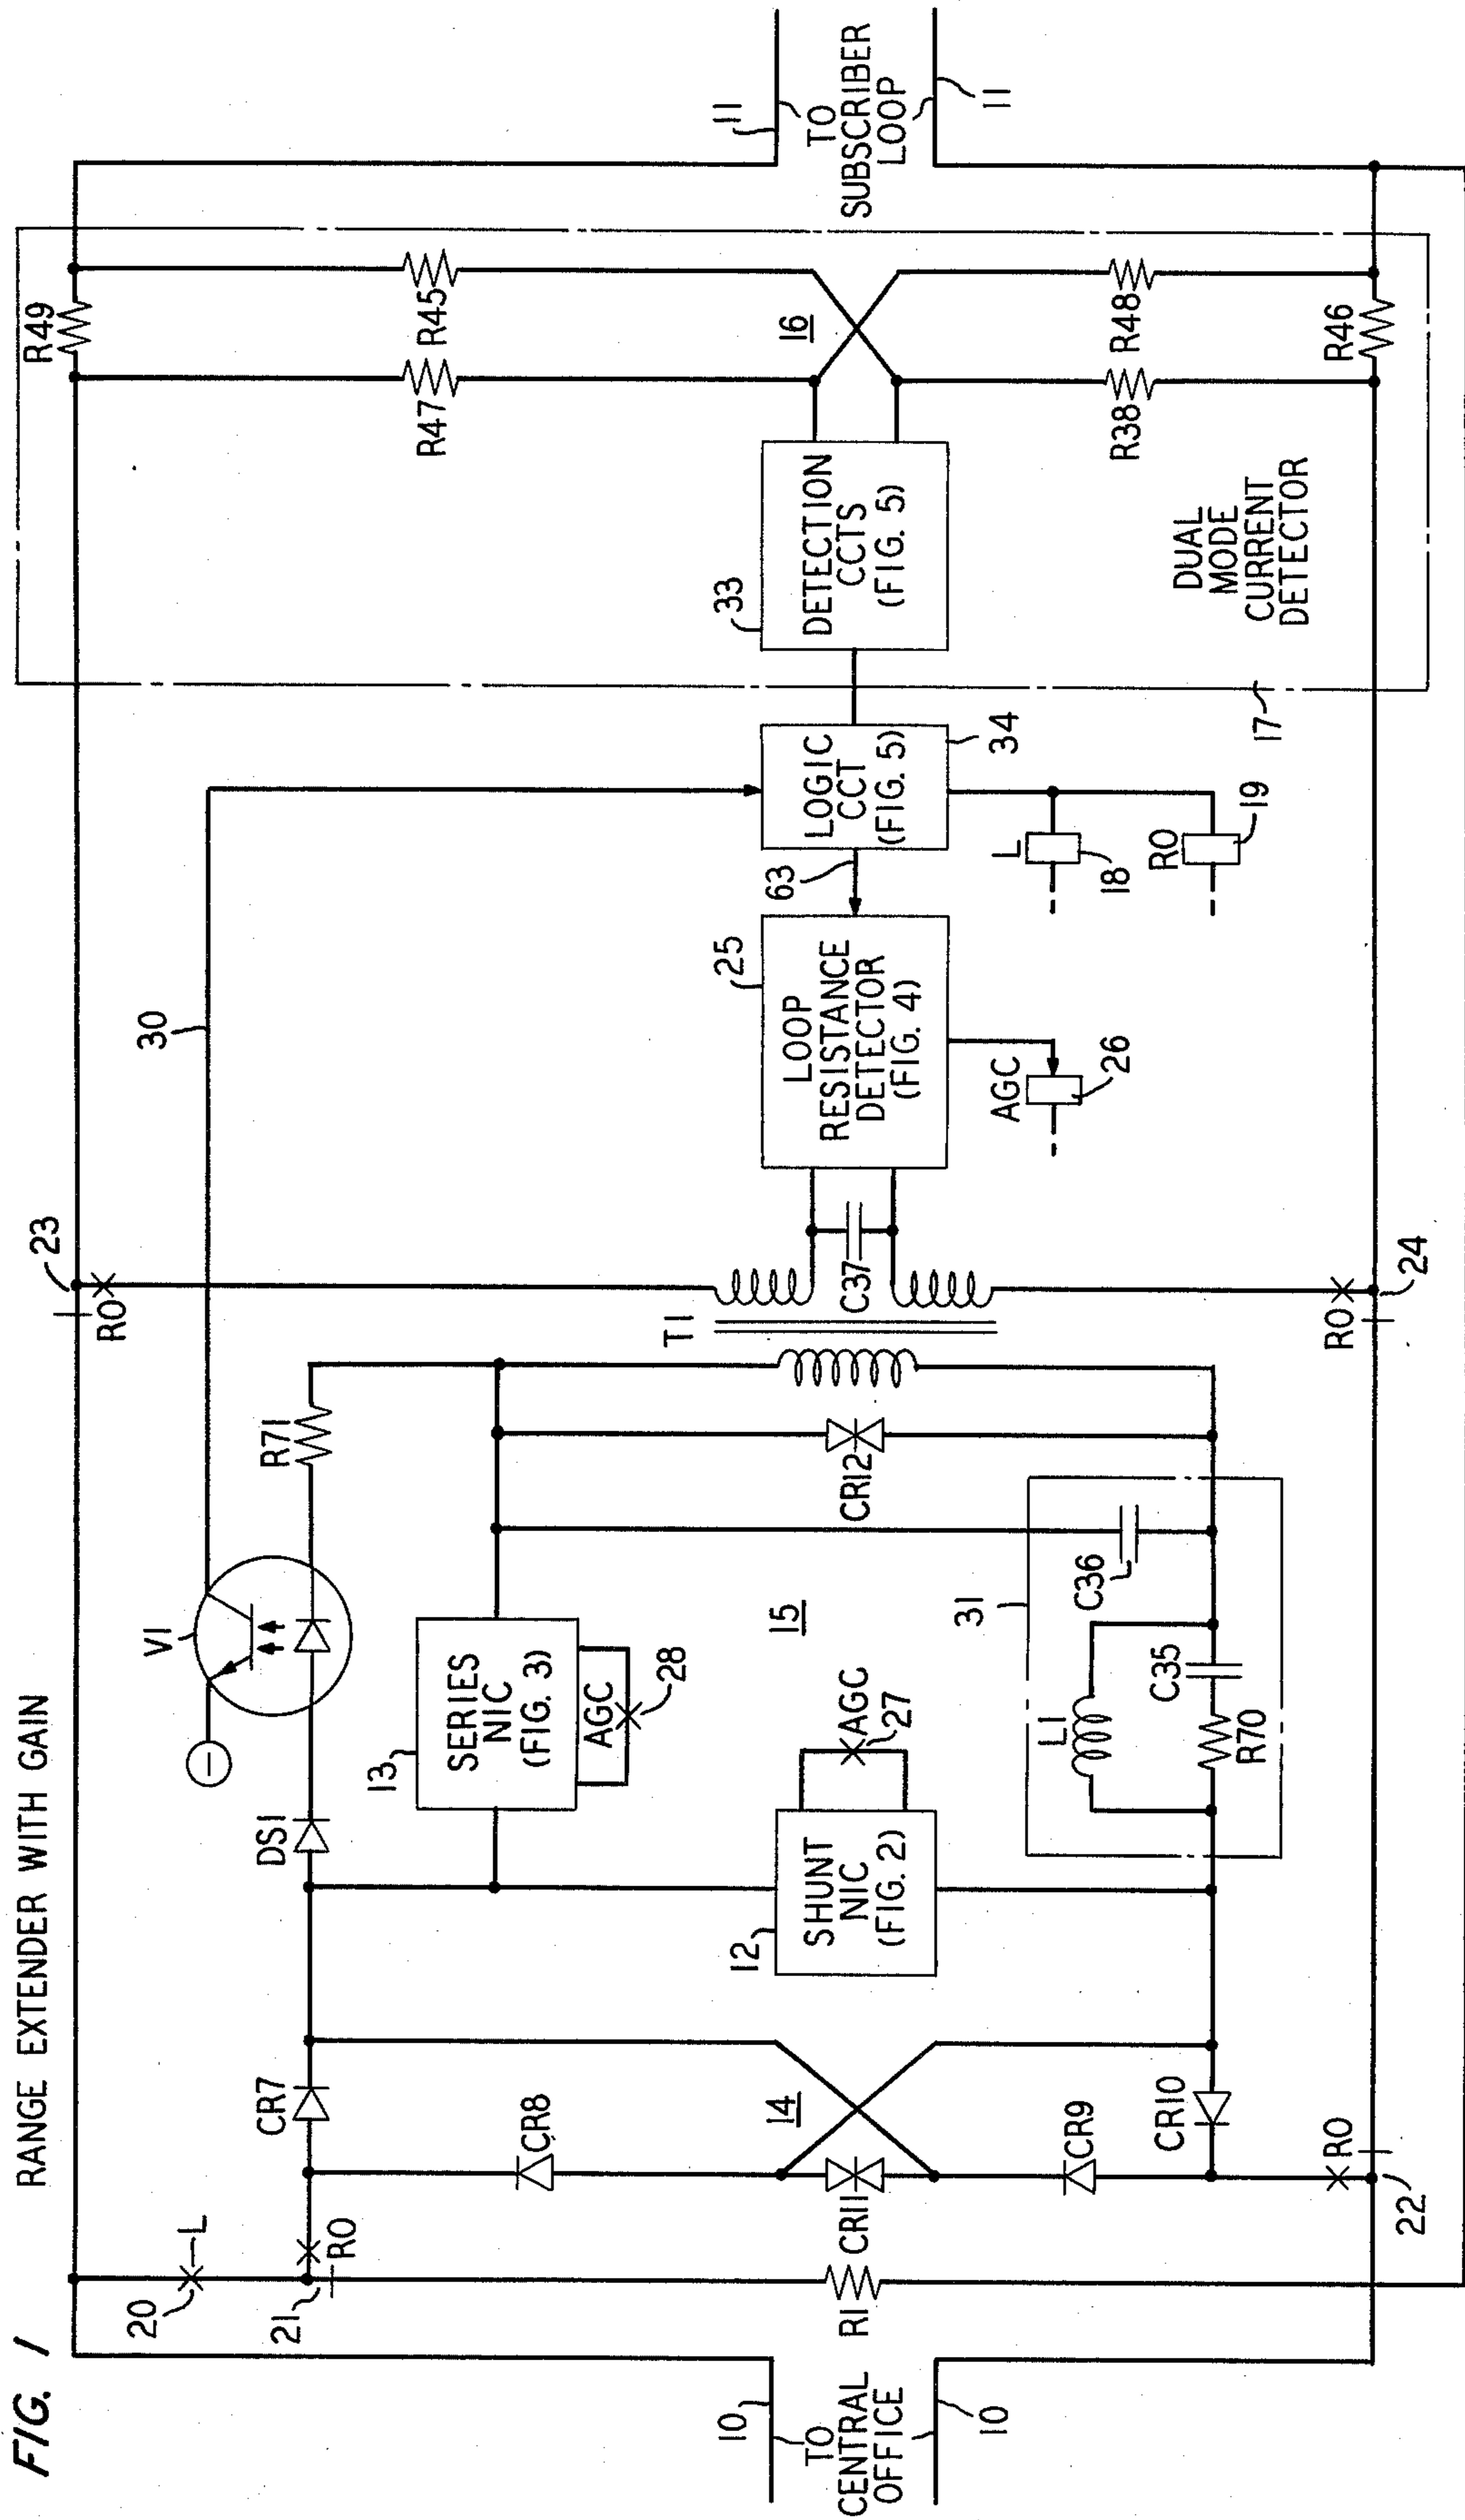 FIG. 1
RANGE EXTENDER WITH GAIN
10
TO
CENTRAL
OFFICE
10
20
L
21
RO
R1
CR7
CR8
14
CR11
CR9
CR10
RO
22
DS1
V1
R71
30
12
SHUNT
NIC
(FIG. 2)
AGC
27
13
SERIES
NIC
(FIG. 3)
AGC
28
15
31
L1
C35
R70
C36
CR12
T1
23
RO
C37
RO
24
25
LOOP
RESISTANCE
DETECTOR
(FIG. 4)
AGC
26
63
LOGIC
CCT
(FIG. 5)
34
L
18
RO
19
17
33
DETECTION
CCTS
(FIG. 5)
DUAL
MODE
CURRENT
DETECTOR
R49
R47
R45
16
R38
R48
R46
11
TO
SUBSCRIBER
LOOP
11